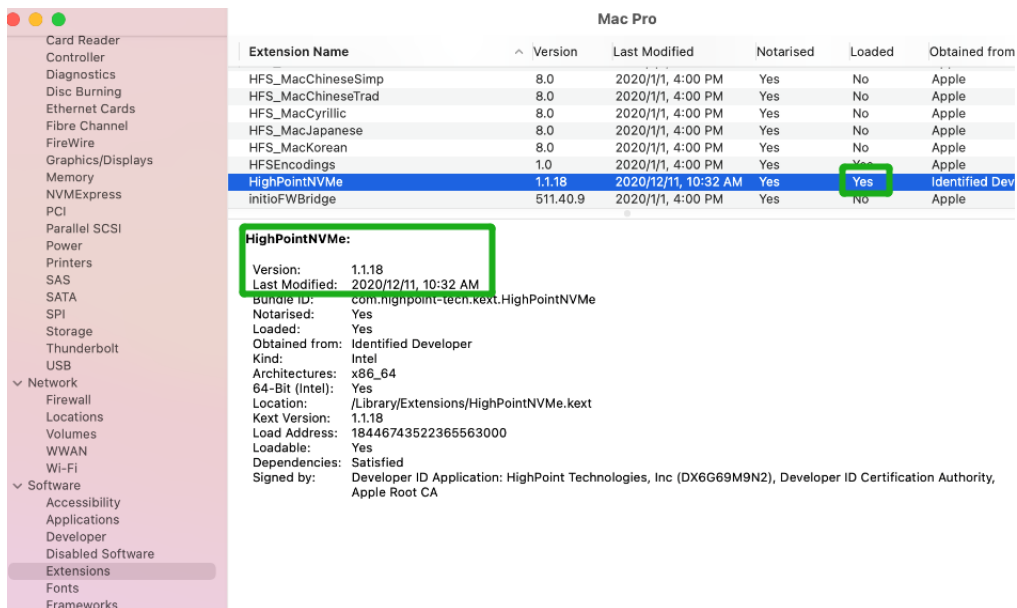 Mac Pro
Card Reader
Controller
Diagnostics
Disc Burning
Ethernet Cards
Fibre Channel
FireWire
Graphics/Displays
Memory
NVMExpress
PCI
Parallel SCSI
Power
Printers
SAS
SATA
SPI
Storage
Thunderbolt
USB
Network
Firewall
Locations
Volumes
WWAN
Wi-Fi
Software
Accessibility
Applications
Developer
Disabled Software
Extensions
Fonts
Frameworks
Extension Name Version Last Modified Notarised Loaded Obtained from
HFS_MacChineseSimp 8.0 2020/1/1, 4:00 PM Yes No Apple
HFS_MacChineseTrad 8.0 2020/1/1, 4:00 PM Yes No Apple
HFS_MacCyrillic 8.0 2020/1/1, 4:00 PM Yes No Apple
HFS_MacJapanese 8.0 2020/1/1, 4:00 PM Yes No Apple
HFS_MacKorean 8.0 2020/1/1, 4:00 PM Yes No Apple
HFSEncodings 1.0 2020/1/1, 4:00 PM Yes Yes Apple
HighPointNVMe 1.1.18 2020/12/11, 10:32 AM Yes Yes Identified Dev
initioFWBridge 511.40.9 2020/1/1, 4:00 PM Yes No Apple
HighPointNVMe:
Version: 1.1.18
Last Modified: 2020/12/11, 10:32 AM
Bundle ID: com.highpoint-tech.kext.HighPointNVMe
Notarised: Yes
Loaded: Yes
Obtained from: Identified Developer
Kind: Intel
Architectures: x86_64
64-Bit (Intel): Yes
Location: /Library/Extensions/HighPointNVMe.kext
Kext Version: 1.1.18
Load Address: 18446743522365563000
Loadable: Yes
Dependencies: Satisfied
Signed by: Developer ID Application: HighPoint Technologies, Inc (DX6G69M9N2), Developer ID Certification Authority,
Apple Root CA